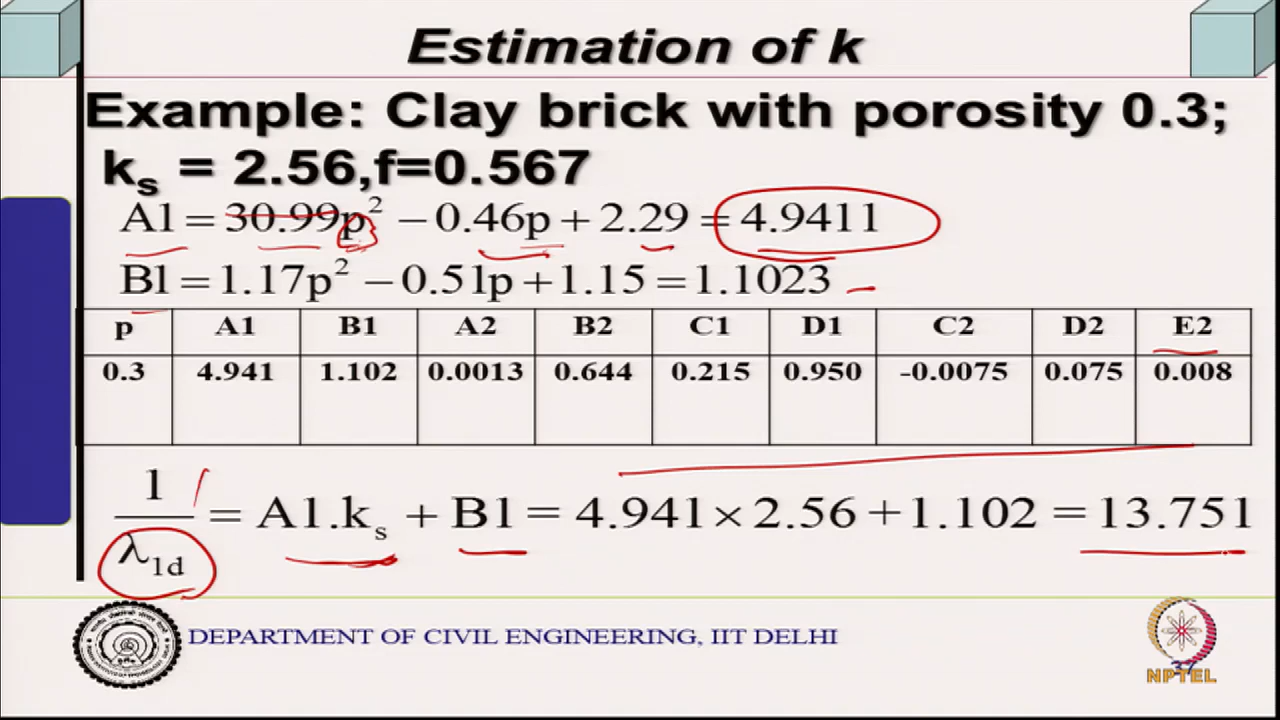 Estimation of k
Example: Clay brick with porosity 0.3;
kₛ = 2.56,f=0.567
A1 = 30.99p² − 0.46p + 2.29 = 4.9411
B1 = 1.17p² − 0.51p + 1.15 = 1.1023
p A1 B1 A2 B2 C1 D1 C2 D2 E2
0.3 4.941 1.102 0.0013 0.644 0.215 0.950 -0.0075 0.075 0.008
1/λ1d = A1.kₛ + B1 = 4.941×2.56+1.102 = 13.751
DEPARTMENT OF CIVIL ENGINEERING, IIT DELHI
NPTEL